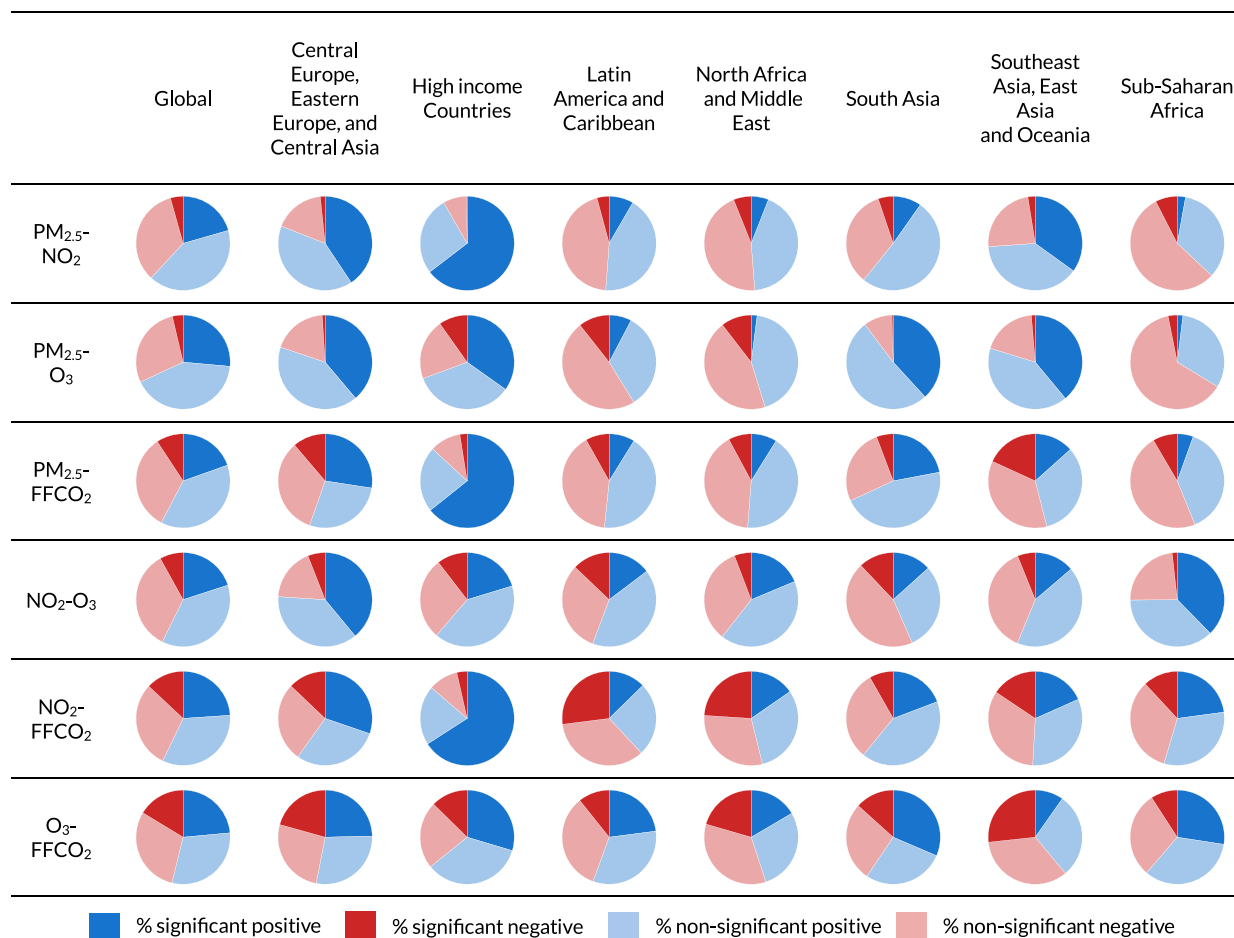 Global
Central
Europe,
Eastern
Europe, and
Central Asia
High income
Countries
Latin
America and
Caribbean
North Africa
and Middle
East
South Asia
Southeast
Asia, East
Asia
and Oceania
Sub-Saharan
Africa
PM₂.₅-
NO₂
PM₂.₅-
O₃
PM₂.₅-
FFCO₂
NO₂-O₃
NO₂-
FFCO₂
O₃-
FFCO₂
% significant positive % significant negative % non-significant positive % non-significant negative